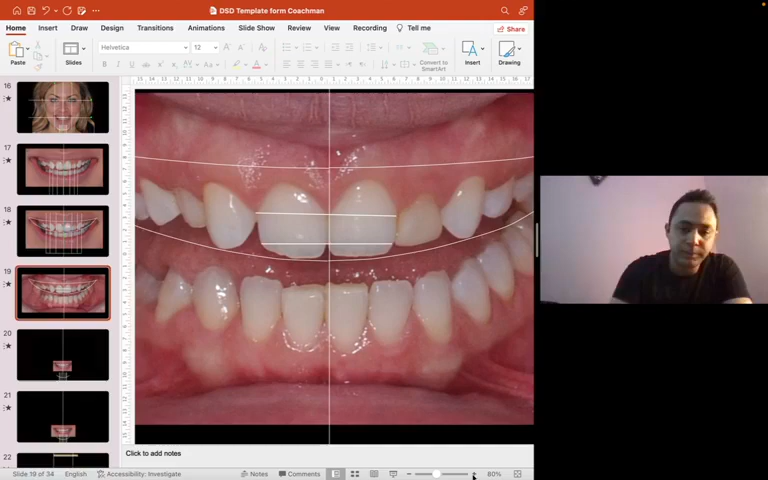 DSD Template form Coachman
Home Insert Draw Design Transitions Animations Slide Show Review View Recording Tell me Share
Paste Slides Helvetica 12 Convert to SmartArt Insert Drawing
16
17
18
19
20
21
22
Click to add notes
Slide 19 of 34 English Accessibility: Investigate Notes Comments 80%